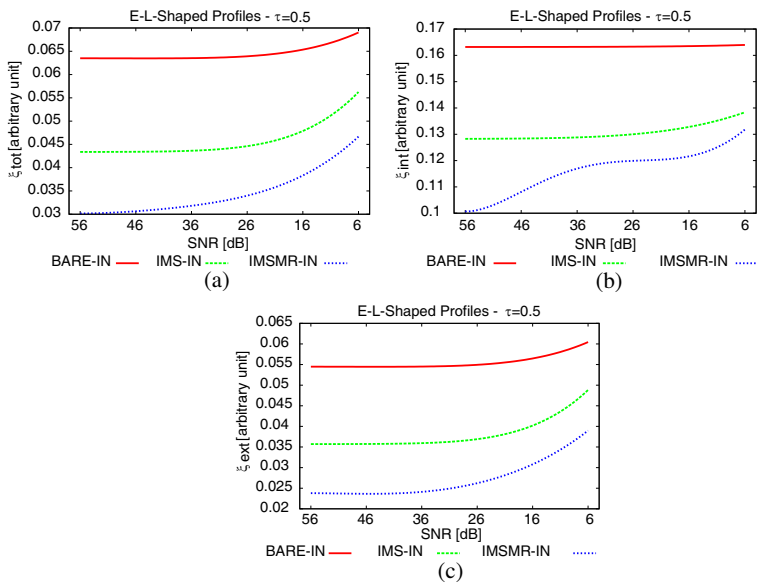 E-L-Shaped Profiles - τ=0.5
0.07
0.065
0.06
0.055
0.05
0.045
0.04
0.035
0.03
ξtot [arbitrary unit]
56 46 36 26 16 6
SNR [dB]
BARE-IN IMS-IN IMSMR-IN
(a)
E-L-Shaped Profiles - τ=0.5
0.17
0.16
0.15
0.14
0.13
0.12
0.11
0.1
ξint [arbitrary unit]
56 46 36 26 16 6
SNR [dB]
BARE-IN IMS-IN IMSMR-IN
(b)
E-L-Shaped Profiles - τ=0.5
0.065
0.06
0.055
0.05
0.045
0.04
0.035
0.03
0.025
0.02
ξext [arbitrary unit]
56 46 36 26 16 6
SNR [dB]
BARE-IN IMS-IN IMSMR-IN
(c)